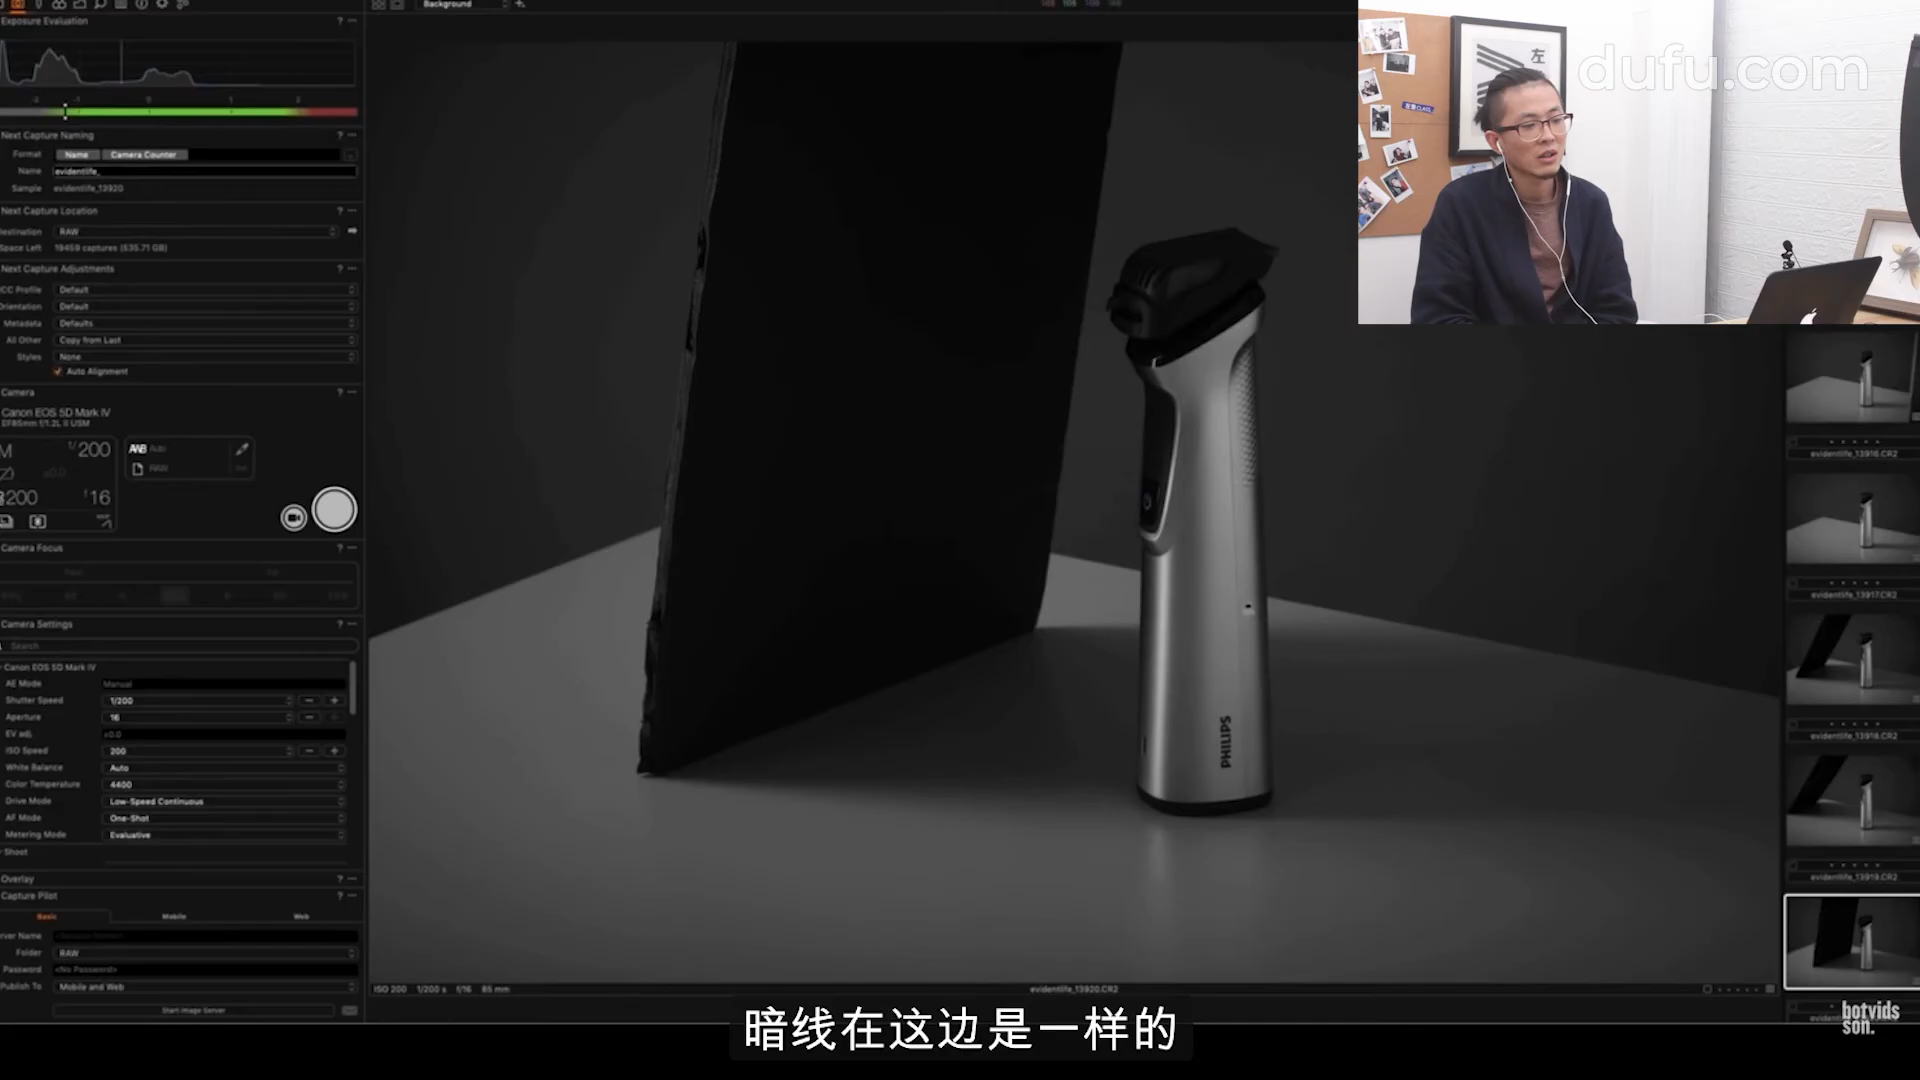 Background
Exposure Evaluation
Next Capture Naming
Format Name Camera Counter
Name evidentlife_
Sample evidentlife_13920
Next Capture Location
RAW
Space Left 19459 captures (535.71 GB)
Next Capture Adjustments
ICC Profile Default
Orientation Default
Metadata Defaults
All Other Copy from Last
Styles None
Auto Alignment
Camera
Canon EOS 5D Mark IV
EF85mm f/1.2L II USM
M 1/200
AWB Auto
RAW
200 f16
Camera Focus
Camera Settings
Search
Canon EOS 5D Mark IV
AE Mode Manual
Shutter Speed 1/200
Aperture 16
EV adj. ±0.0
ISO Speed 200
White Balance Auto
Color Temperature 4400
Drive Mode Low-Speed Continuous
AF Mode One-Shot
Metering Mode Evaluative
Shoot
Overlay
Capture Pilot
Basic Mobile Web
Folder RAW
Password <No Password>
Publish To Mobile and Web
Start Image Server
PHILIPS
ISO 200 1/200 s f/16 85 mm
evidentlife_13920.CR2
左
dufu.com
evidentlife_13916.CR2
evidentlife_13917.CR2
evidentlife_13918.CR2
evidentlife_13919.CR2
botvids
son.
暗线在这边是一样的